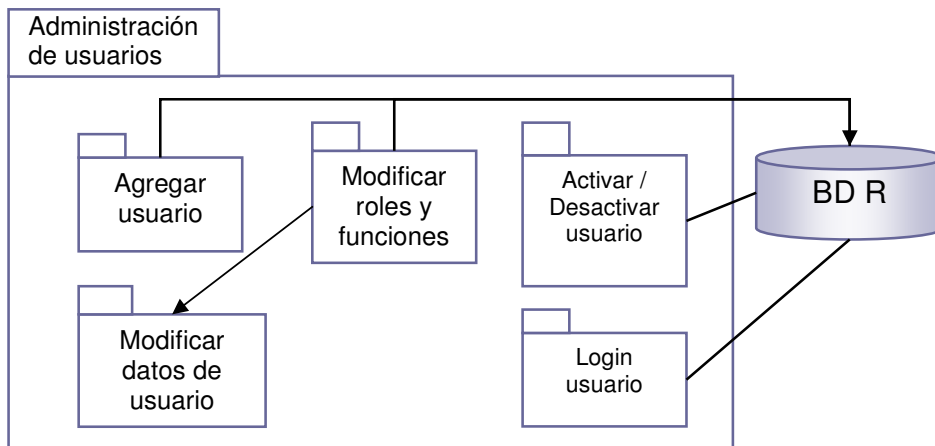 Administración
de usuarios
Agregar
usuario
Modificar
roles y
funciones
Activar /
Desactivar
usuario
BD R
Modificar
datos de
usuario
Login
usuario